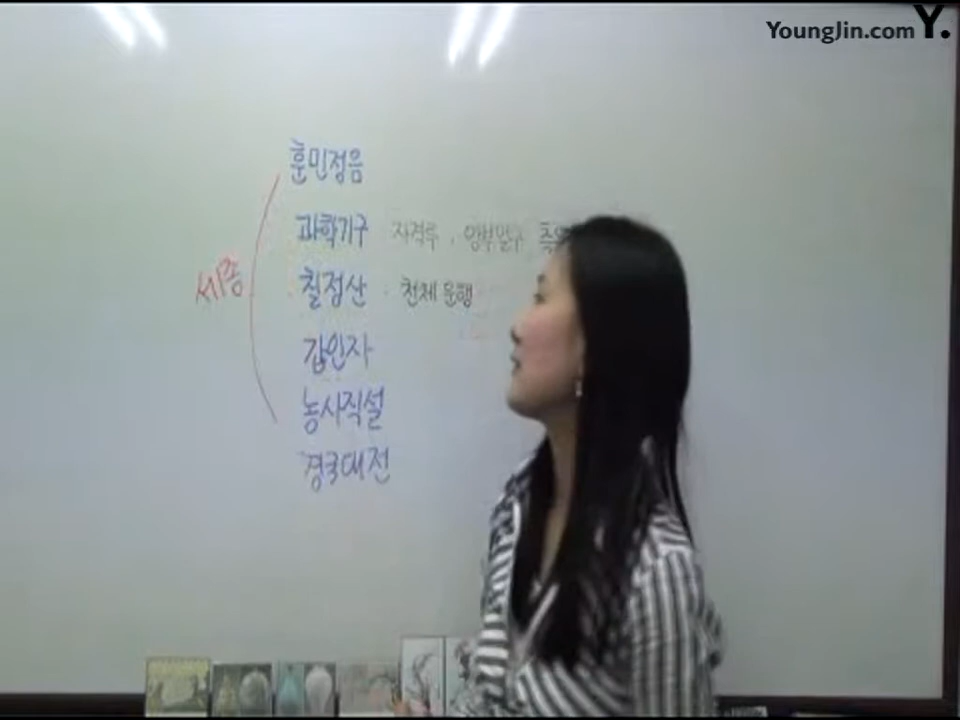 YoungJin.com Y.
훈민정음
과학기구 자격루, 앙부일구 측우
세종
칠정산 · 천체 운행
갑인자
농사직설
경국대전